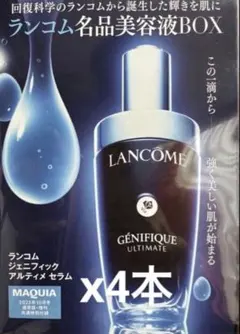 回復科学のランコムから誕生した輝きを肌に
ランコム名品美容液BOX
この一滴から
強く美しい肌が始まる
LANCÔME
GÉNIFIQUE
ULTIMATE
ランコム
ジェニフィック
アルティメ セラム
MAQUIA
x4本